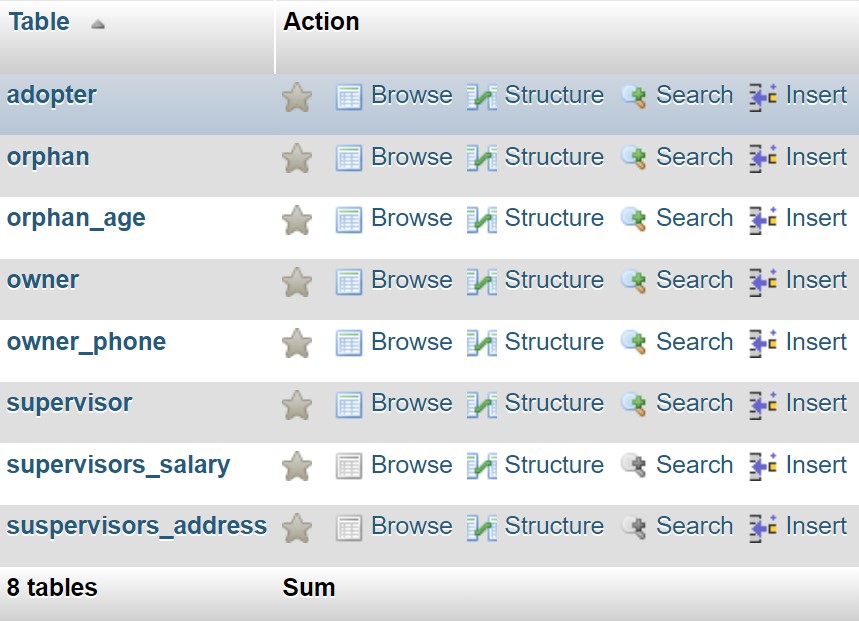 Table Action
adopter Browse Structure Search Insert
orphan Browse Structure Search Insert
orphan_age Browse Structure Search Insert
owner Browse Structure Search Insert
owner_phone Browse Structure Search Insert
supervisor Browse Structure Search Insert
supervisors_salary Browse Structure Search Insert
suspervisors_address Browse Structure Search Insert
8 tables Sum